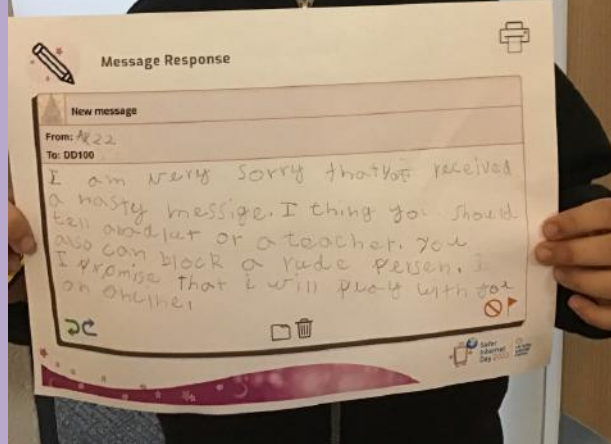 Message Response
New message
From: AR22
To: DD100
I am very sorry that you received
a nasty messige. I thing you should
tell anadlut or a teacher. you
also can block a rude persen. I
I promise that i will pley with you
on online.
Safer
Internet
Day